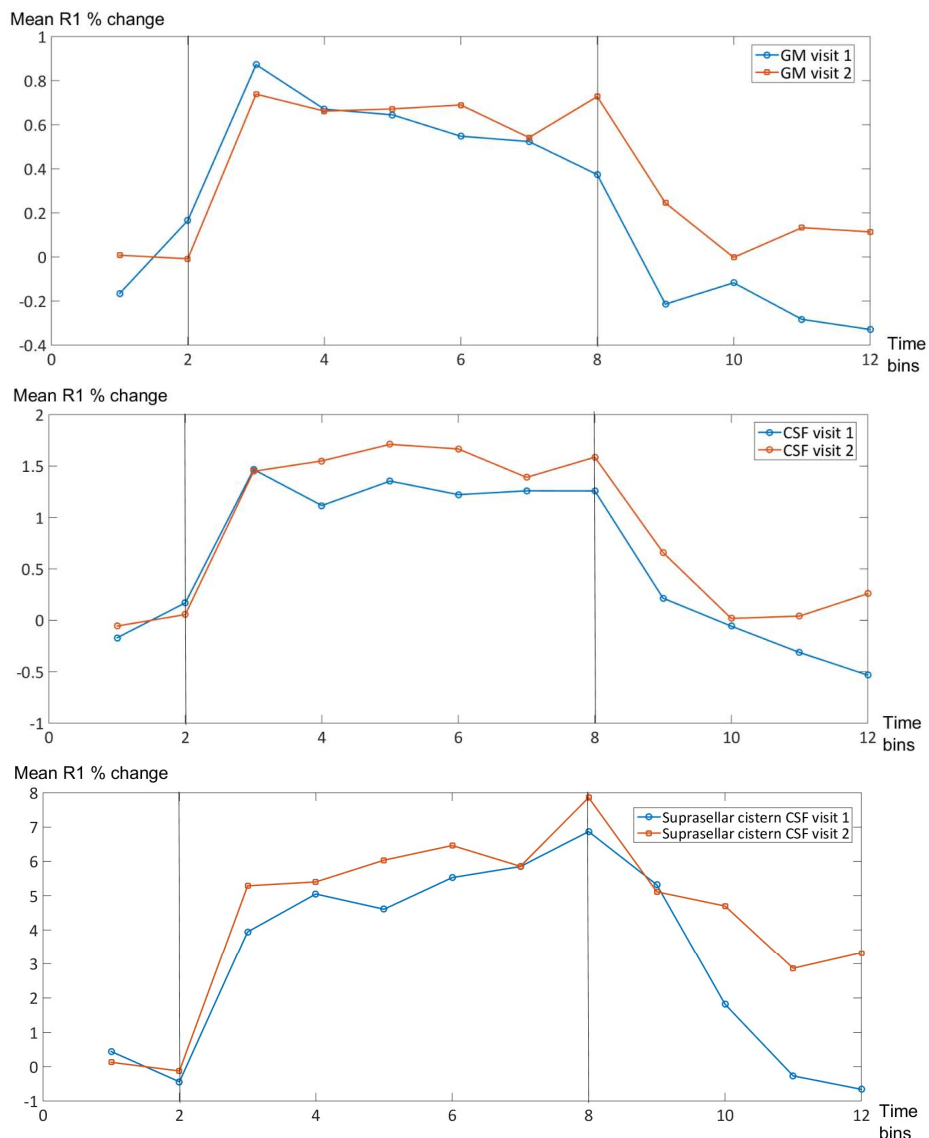 Mean R1 % change
1
0.8
0.6
0.4
0.2
0
-0.2
-0.4
0 2 4 6 8 10 12
Time
bins
GM visit 1
GM visit 2
Mean R1 % change
2
1.5
1
0.5
0
-0.5
-1
0 2 4 6 8 10 12
Time
bins
CSF visit 1
CSF visit 2
Mean R1 % change
8
7
6
5
4
3
2
1
0
-1
0 2 4 6 8 10 12
Time
bins
Suprasellar cistern CSF visit 1
Suprasellar cistern CSF visit 2